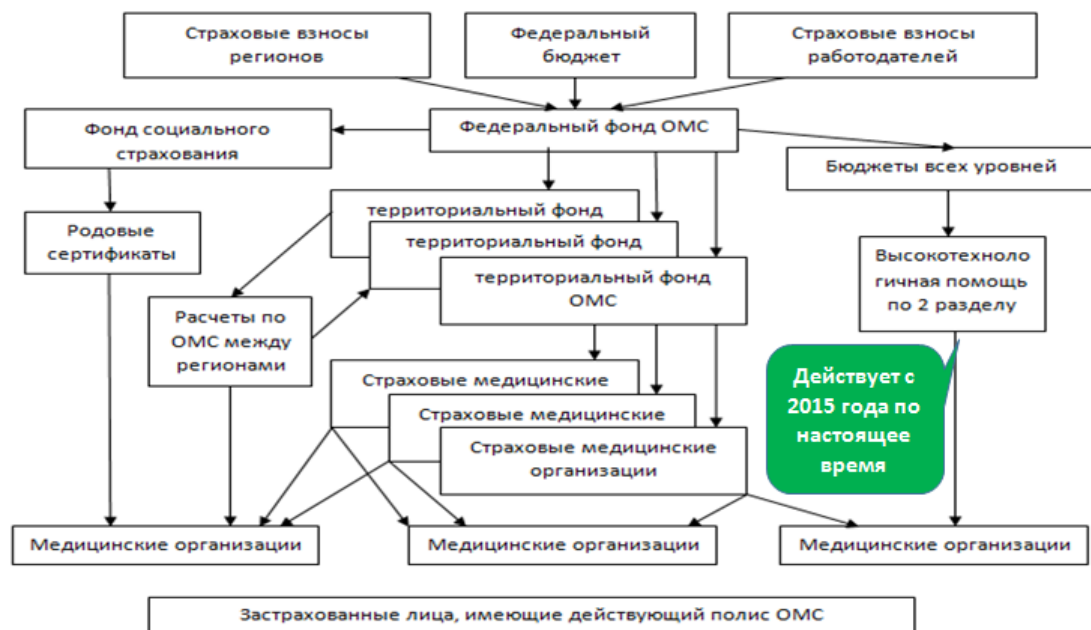 Страховые взносы
регионов
Федеральный
бюджет
Страховые взносы
работодателей
Фонд социального
страхования
Федеральный фонд ОМС
Бюджеты всех уровней
Родовые
сертификаты
территориальный фонд
территориальный фонд
территориальный фонд
ОМС
Высокотехноло
гичная помощь
по 2 разделу
Расчеты по
ОМС между
регионами
Действует с
2015 года по
настоящее
время
Страховые медицинские
Страховые медицинские
Страховые медицинские
организации
Медицинские организации
Медицинские организации
Медицинские организации
Застрахованные лица, имеющие действующий полис ОМС